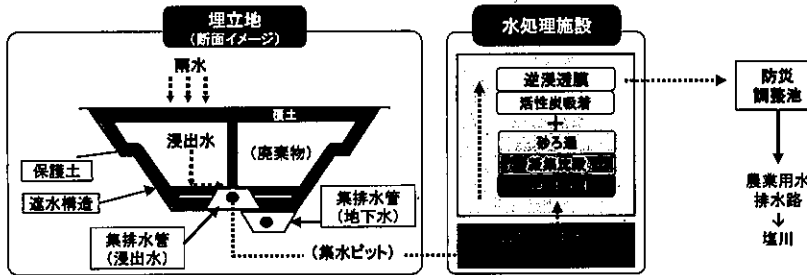 埋立地
（断面イメージ）
雨水
覆土
浸出水
（廃棄物）
保護土
遮水構造
集排水管
（浸出水）
集排水管
（地下水）
（集水ピット）
水処理施設
逆浸透膜
活性炭吸着
＋
砂ろ過
防災
調整池
農業用水
排水路
↓
塩川